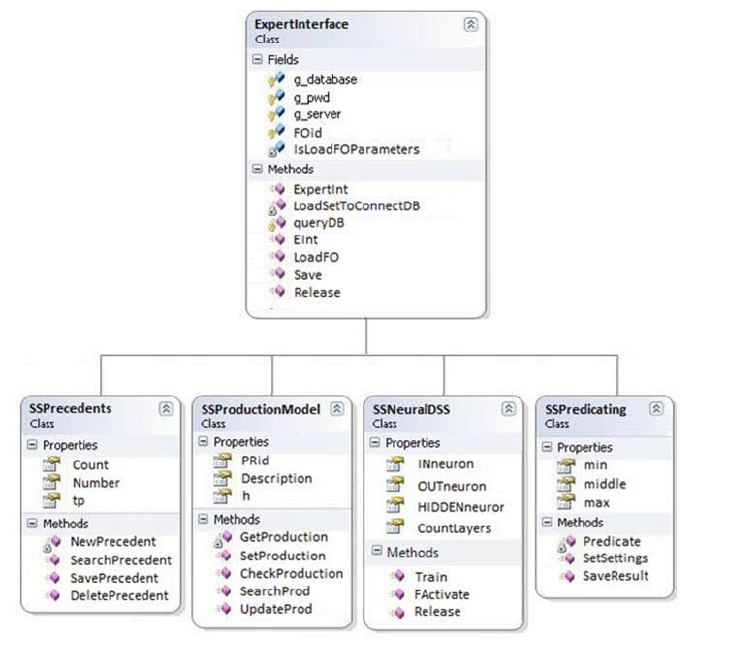 ExpertInterface
Class
Fields
g_database
g_pwd
g_server
FOid
IsLoadFOParameters
Methods
ExpertInt
LoadSetToConnectDB
queryDB
EInt
LoadFO
Save
Release
SSPrecedents
Class
Properties
Count
Number
tp
Methods
NewPrecedent
SearchPrecedent
SavePrecedent
DeletePrecedent
SSProductionModel
Class
Properties
PRid
Description
h
Methods
GetProduction
SetProduction
CheckProduction
SearchProd
UpdateProd
SSNeuralDSS
Class
Properties
INneuron
OUTneuron
HIDDENneuror
CountLayers
Methods
Train
FActivate
Release
SSPredicating
Class
Properties
min
middle
max
Methods
Predicate
SetSettings
SaveResult